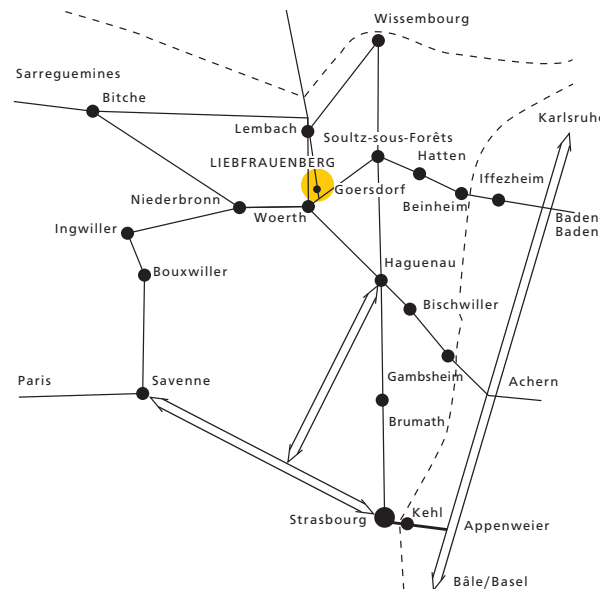 Wissembourg
Sarreguemines
Bitche
Karlsruhe
Lembach
Soultz-sous-Forêts
Hatten
LIEBFRAUENBERG
Iffezheim
Goersdorf
Niederbronn
Beinheim
Woerth
Baden
Baden
Ingwiller
Haguenau
Bouxwiller
Bischwiller
Gambsheim
Paris
Savenne
Achern
Brumath
Strasbourg
Kehl
Appenweier
Bâle/Basel